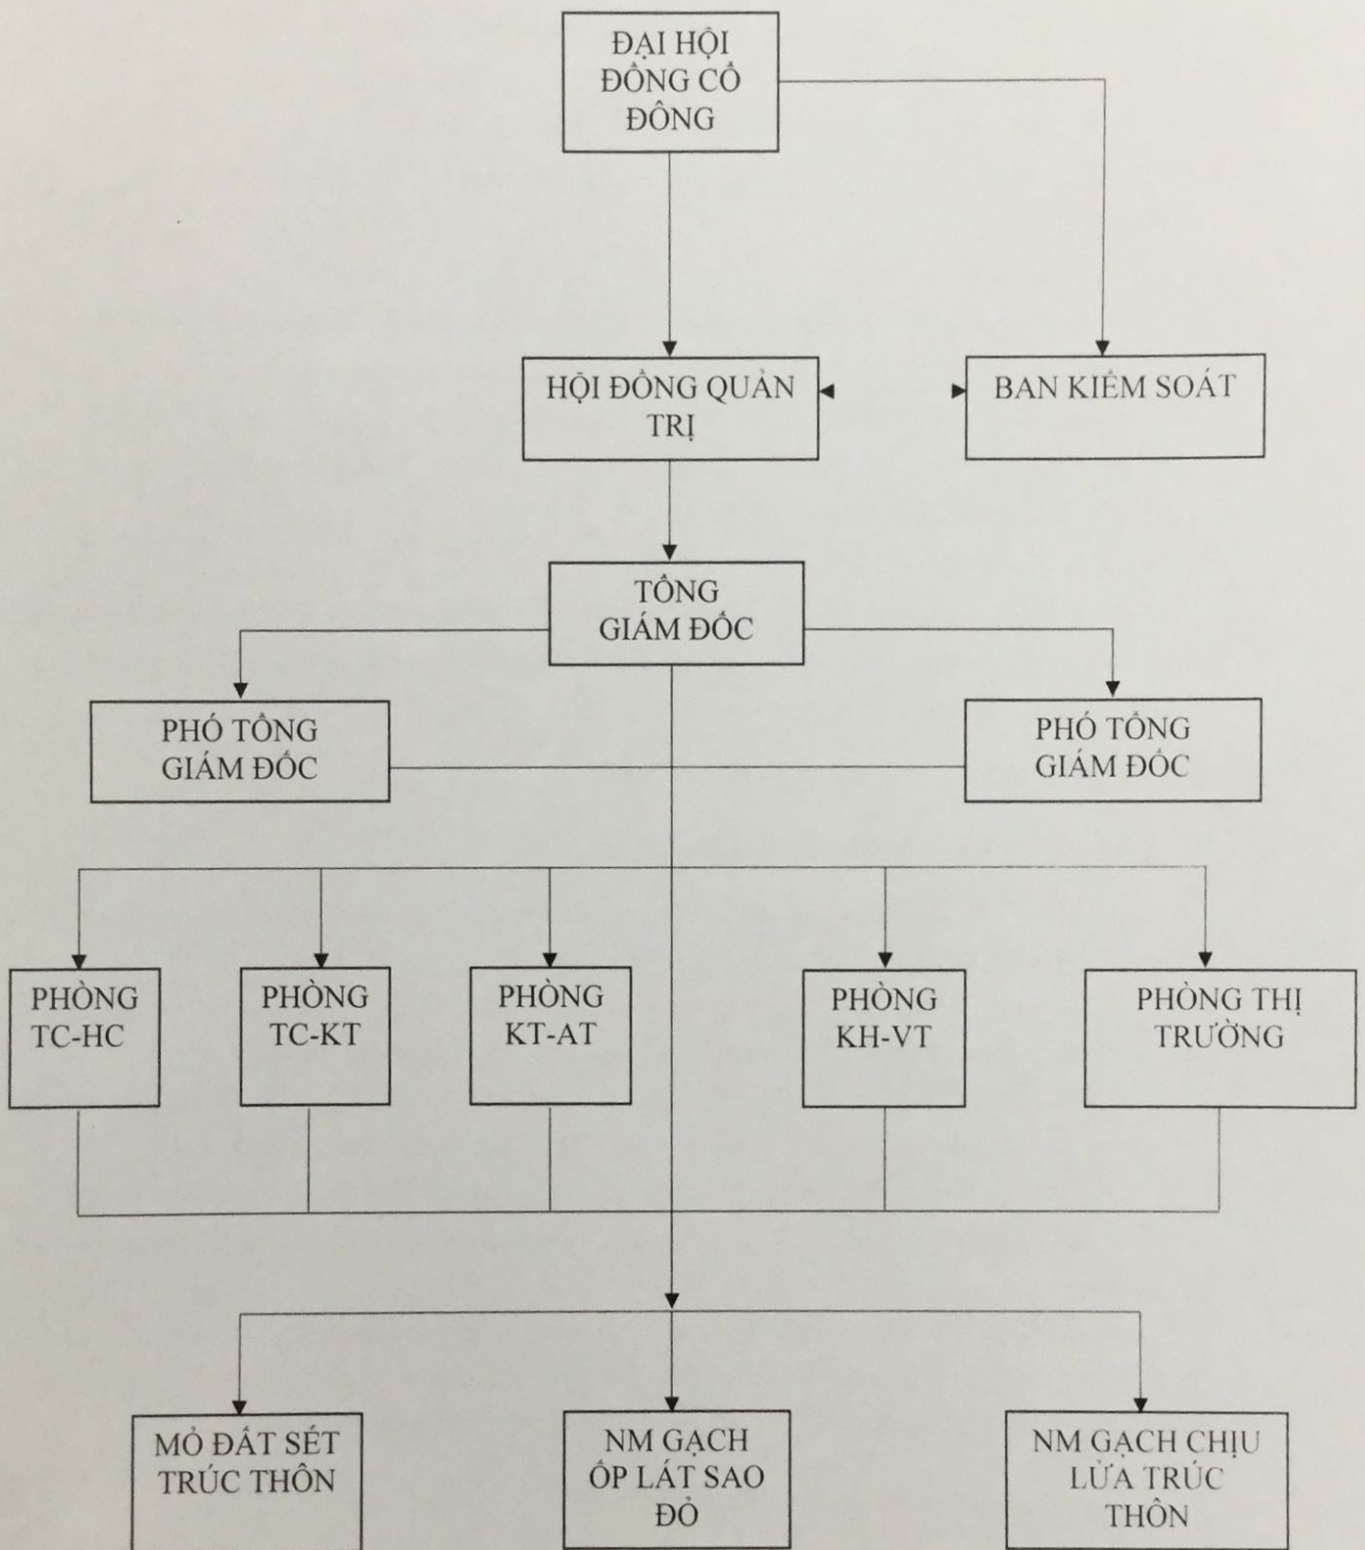 ĐẠI HỘI
ĐỒNG CỔ
ĐÔNG
HỘI ĐỒNG QUẢN
TRỊ
BAN KIỂM SOÁT
TỔNG
GIÁM ĐỐC
PHÓ TỔNG
GIÁM ĐỐC
PHÓ TỔNG
GIÁM ĐỐC
PHÒNG
TC-HC
PHÒNG
TC-KT
PHÒNG
KT-AT
PHÒNG
KH-VT
PHÒNG THỊ
TRƯỜNG
MỎ ĐẤT SÉT
TRÚC THÔN
NM GẠCH
ỐP LÁT SAO
ĐỎ
NM GẠCH CHỊU
LỬA TRÚC
THÔN